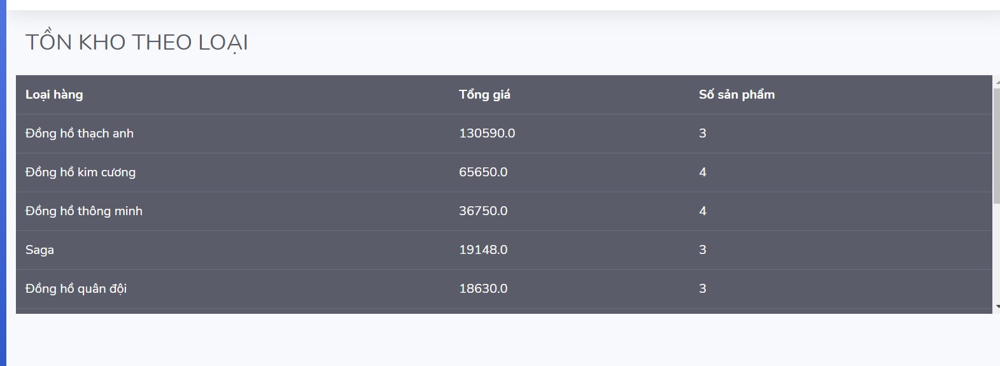 TỒN KHO THEO LOẠI
Loại hàng Tổng giá Số sản phẩm
Đồng hồ thạch anh 130590.0 3
Đồng hồ kim cương 65650.0 4
Đồng hồ thông minh 36750.0 4
Saga 19148.0 3
Đồng hồ quân đội 18630.0 3